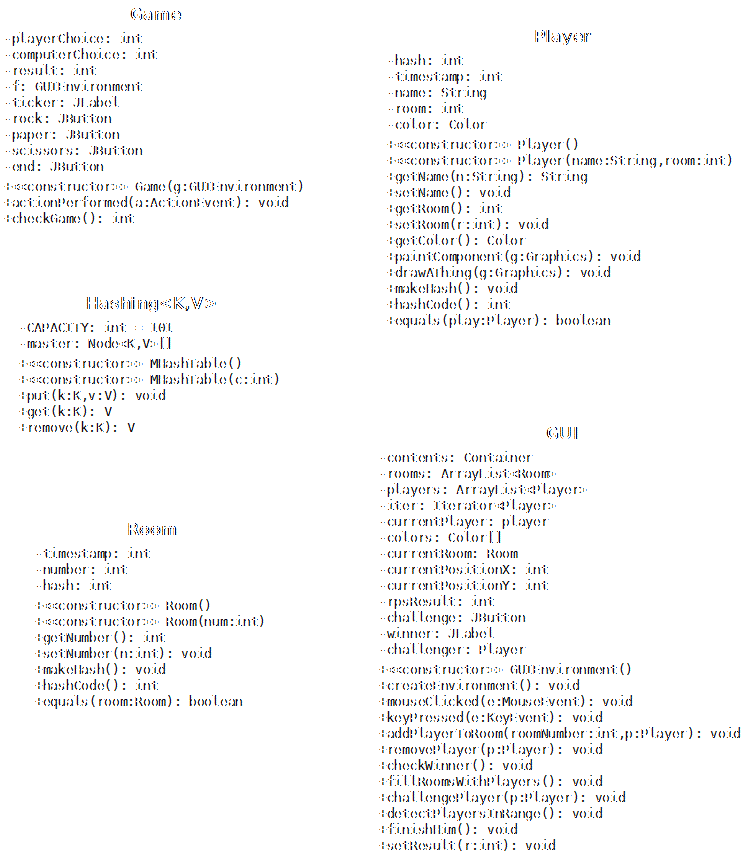 Game
-playerChoice: int
-computerChoice: int
-result: int
-f: GUIEnvironment
-ticker: JLabel
-rock: JButton
-paper: JButton
-scissors: JButton
-end: JButton
+<<constructor>> Game(g:GUIEnvironment)
+actionPerformed(a:ActionEvent): void
+checkGame(): int
Player
-hash: int
-timestamp: int
-name: String
-room: int
-color: Color
+<<constructor>> Player()
+<<constructor>> Player(name:String,room:int)
+getName(n:String): String
+setName(): void
+getRoom(): int
+setRoom(r:int): void
+getColor(): Color
+paintComponent(g:Graphics): void
+drawAThing(g:Graphics): void
+makeHash(): void
+hashCode(): int
+equals(play:Player): boolean
Hashing<K,V>
-CAPACITY: int = 101
-master: Node<K,V>[]
+<<constructor>> MHashTable()
+<<constructor>> MHashTable(c:int)
+put(k:K,v:V): void
+get(k:K): V
+remove(k:K): V
Room
-timestamp: int
-number: int
-hash: int
+<<constructor>> Room()
+<<constructor>> Room(num:int)
+getNumber(): int
+setNumber(n:int): void
+makeHash(): void
+hashCode(): int
+equals(room:Room): boolean
GUI
-contents: Container
-rooms: ArrayList<Room>
-players: ArrayList<Player>
-iter: Iterator<Player>
-currentPlayer: player
-colors: Color[]
-currentRoom: Room
-currentPositionX: int
-currentPositionY: int
-rpsResult: int
-challenge: JButton
-winner: JLabel
-challenger: Player
+<<constructor>> GUIEnvironment()
+createEnvironment(): void
+mouseClicked(e:MouseEvent): void
+keyPressed(e:KeyEvent): void
+addPlayerToRoom(roomNumber:int,p:Player): void
+removePlayer(p:Player): void
+checkWinner(): void
+fillRoomsWithPlayers(): void
+challengePlayer(p:Player): void
+detectPlayersInRange(): void
+finishHim(): void
+setResult(r:int): void